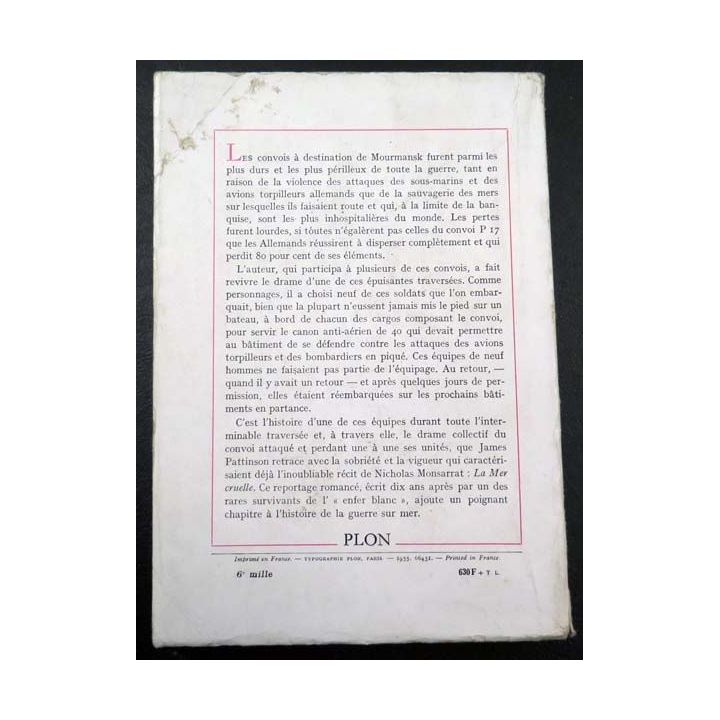 LES convois à destination de Mourmansk furent parmi les
plus durs et les plus périlleux de toute la guerre, tant en
raison de la violence des attaques des sous-marins et des
avions torpilleurs allemands que de la sauvagerie des mers
sur lesquelles ils faisaient route et qui, à la limite de la ban-
quise, sont les plus inhospitalières du monde. Les pertes
furent lourdes, si toutes n'égalèrent pas celles du convoi P 17
que les Allemands réussirent à disperser complètement et qui
perdit 80 pour cent de ses éléments.
L'auteur, qui participa à plusieurs de ces convois, a fait
revivre le drame d'une de ces épuisantes traversées. Comme
personnages, il a choisi neuf de ces soldats que l'on embar-
quait, bien que la plupart n'eussent jamais mis le pied sur un
bateau, à bord de chacun des cargos composant le convoi,
pour servir le canon anti-aérien de 40 qui devait permettre
au bâtiment de se défendre contre les attaques des avions
torpilleurs et des bombardiers en piqué. Ces équipes de neuf
hommes ne faisaient pas partie de l'équipage. Au retour, —
quand il y avait un retour — et après quelques jours de per-
mission, elles étaient réembarquées sur les prochains bâti-
ments en partance.
C'est l'histoire d'une de ces équipes durant toute l'inter-
minable traversée et, à travers elle, le drame collectif du
convoi attaqué et perdant une à une ses unités, que James
Pattinson retrace avec la sobriété et la vigueur qui caractéri-
saient déjà l'inoubliable récit de Nicholas Monsarrat : La Mer
cruelle. Ce reportage romancé, écrit dix ans après par un des
rares survivants de l' « enfer blanc », ajoute un poignant
chapitre à l'histoire de la guerre sur mer.
PLON
Imprimé en France. — TYPOGRAPHIE PLON, PARIS. — 1955. 66431. — Printed in France.
6e mille 630 F + T L.